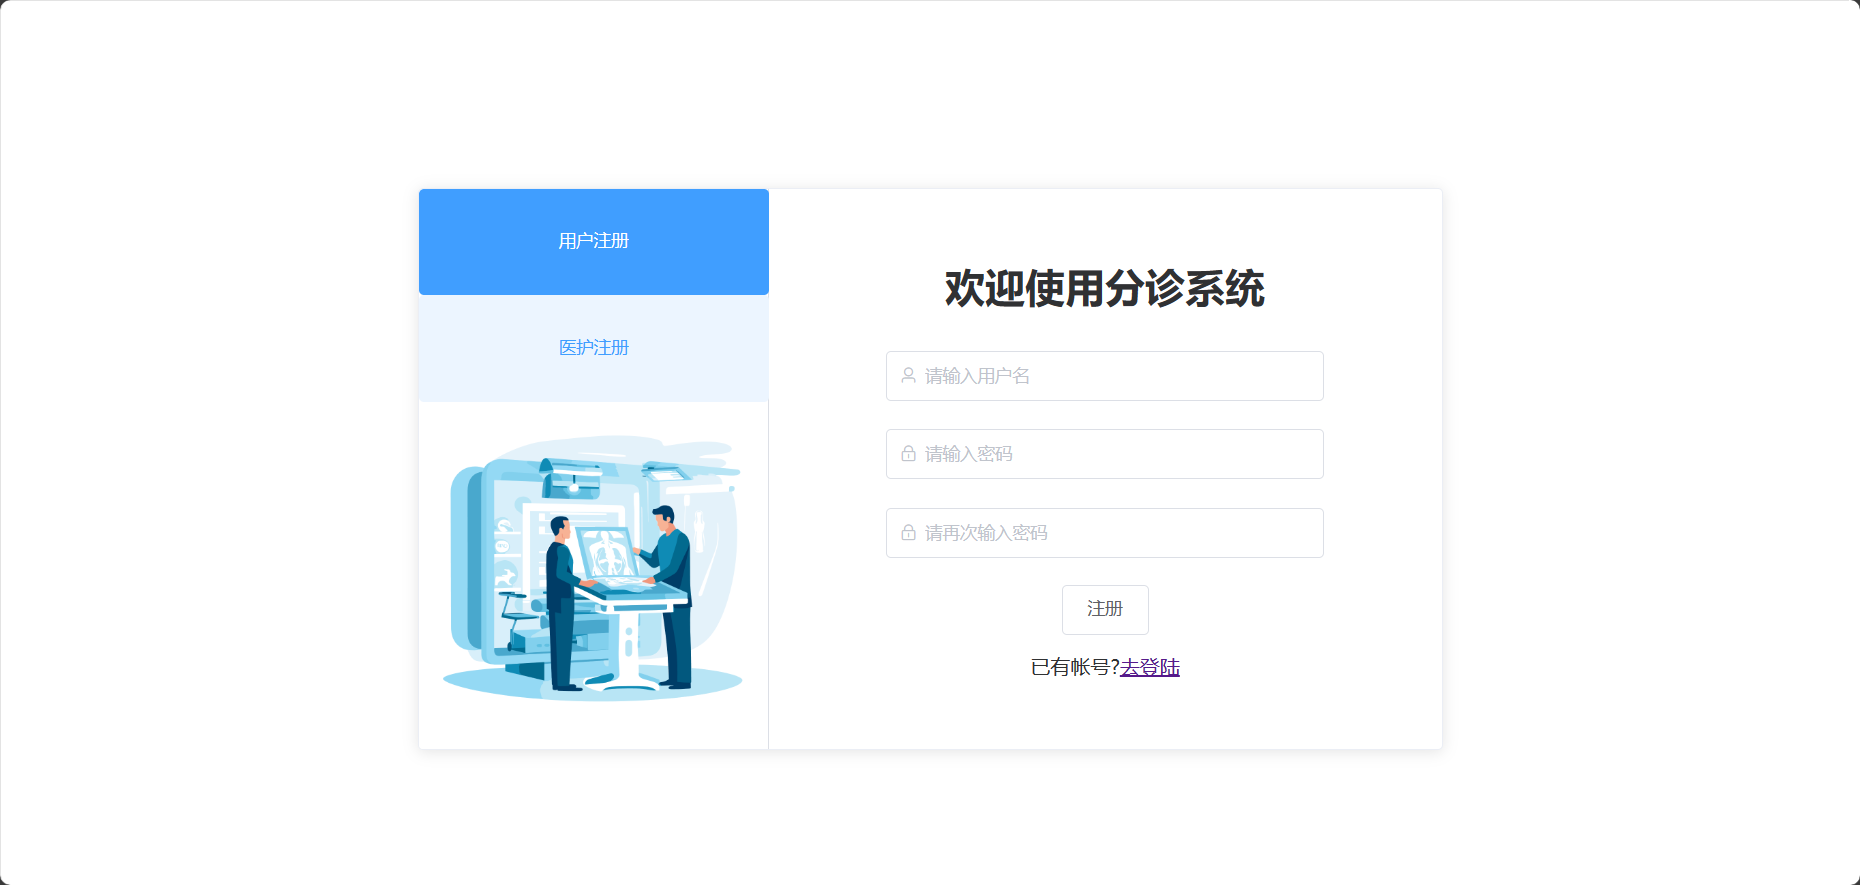 用户注册
医护注册
欢迎使用分诊系统
请输入用户名
请输入密码
请再次输入密码
注册
已有帐号?去登陆